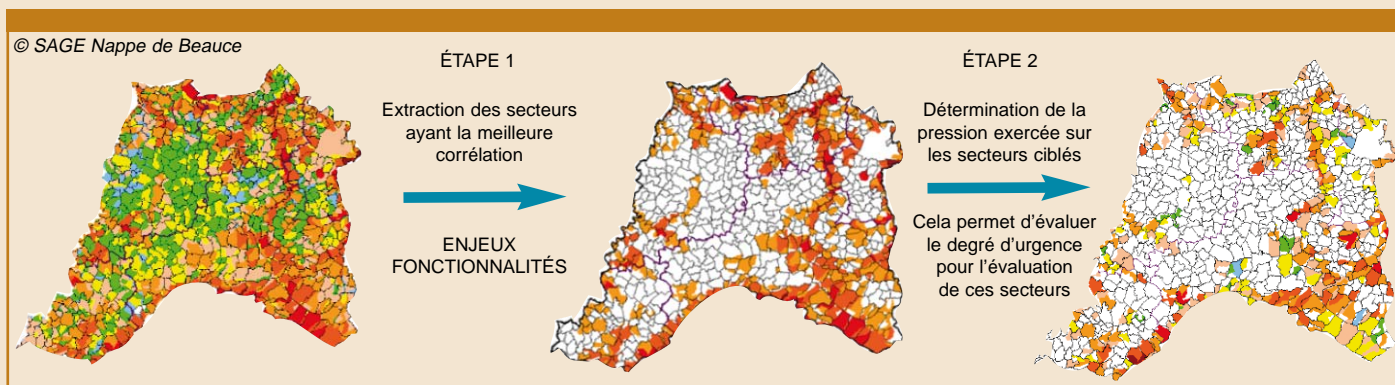 © SAGE Nappe de Beauce
ÉTAPE 1
Extraction des secteurs
ayant la meilleure
corrélation
ENJEUX
FONCTIONNALITÉS
ÉTAPE 2
Détermination de la
pression exercée sur
les secteurs ciblés
Cela permet d’évaluer
le degré d’urgence
pour l’évaluation
de ces secteurs